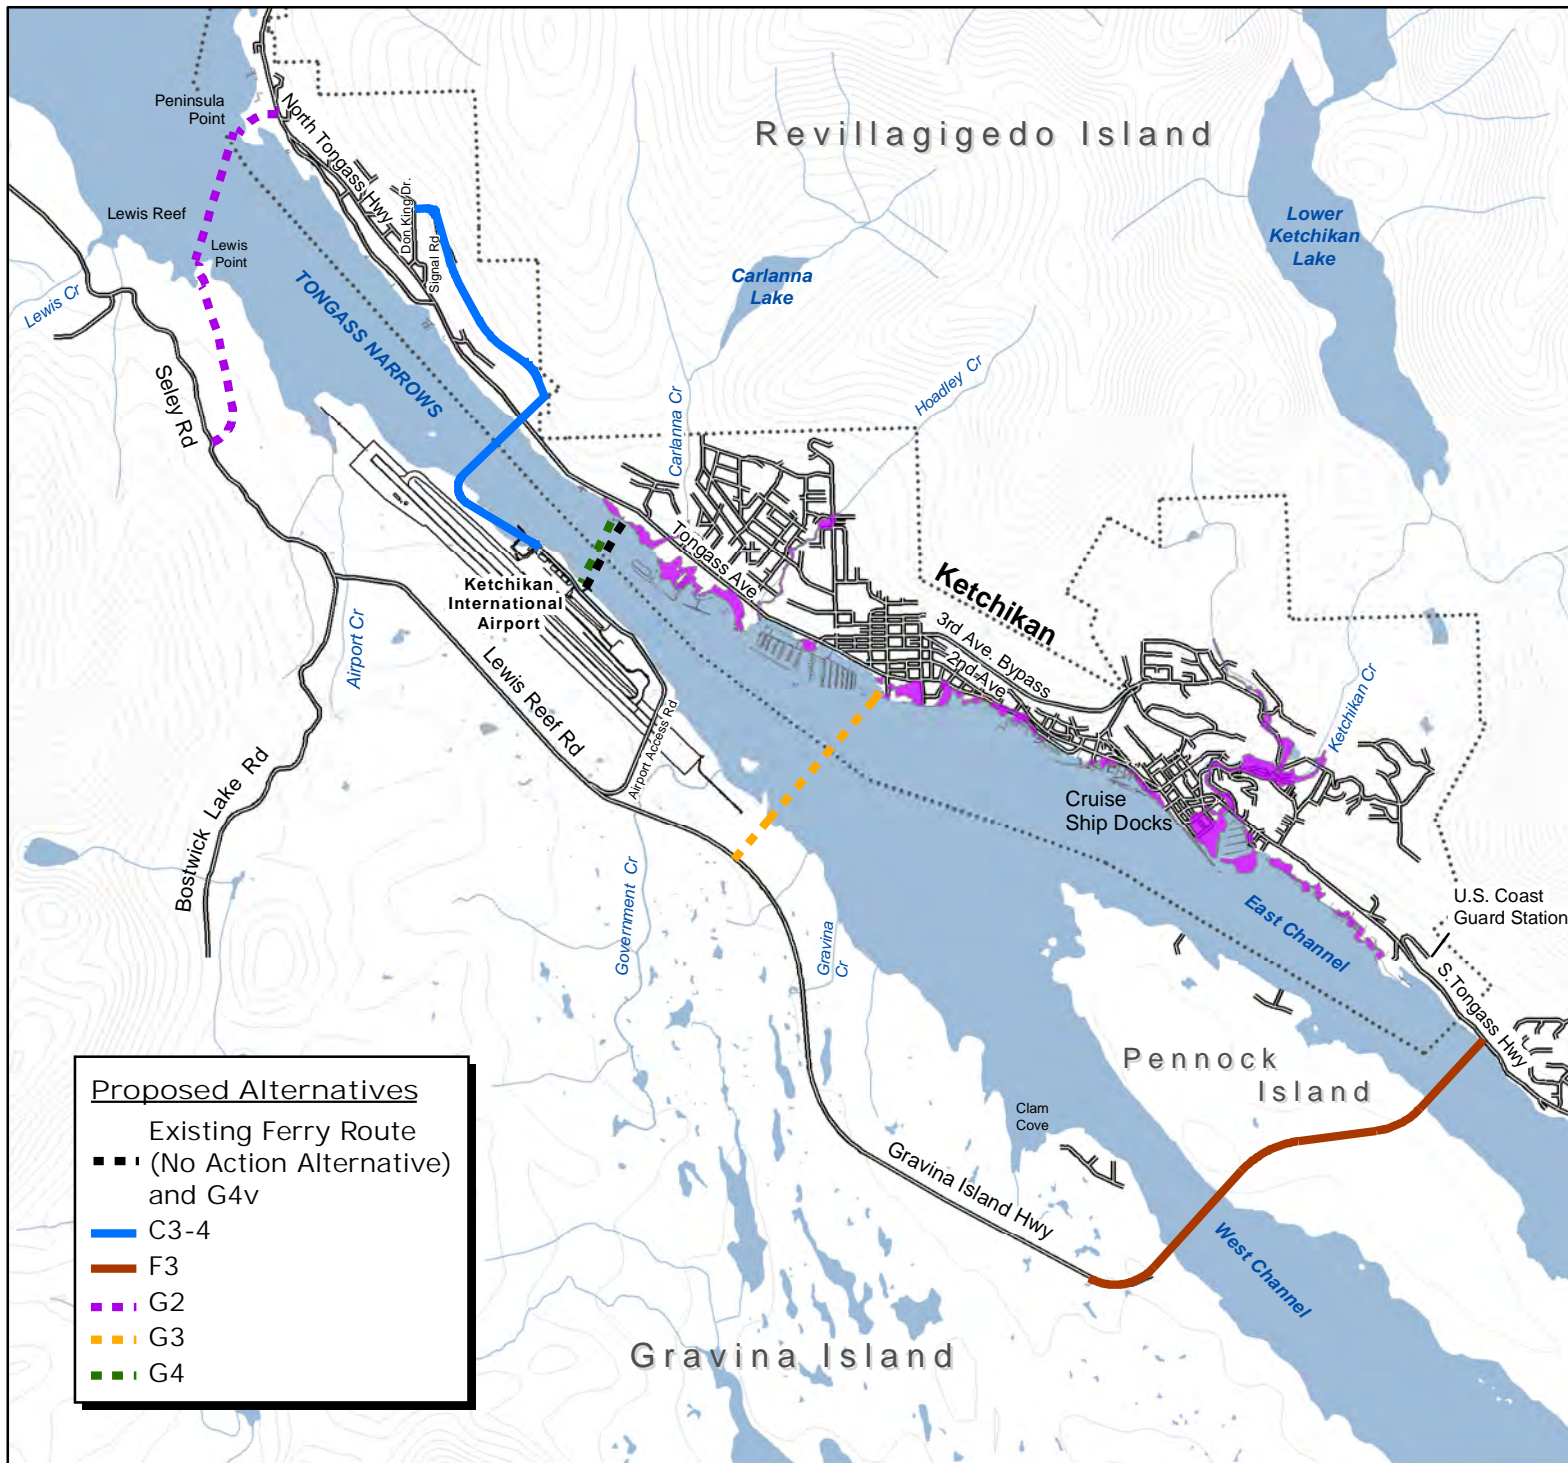 Revillagigedo Island
Peninsula
Point
North Tongass Hwy
Don King Dr.
Signal Rd
Lewis Reef
Lewis
Point
Lewis Cr
TONGASS NARROWS
Seley Rd
Carlanna
Lake
Lower
Ketchikan
Lake
Carlanna Cr
Hoadley Cr
Tongass Ave.
Ketchikan
3rd Ave. Bypass
2nd Ave
Ketchikan
International
Airport
Airport Cr
Lewis Reef Rd
Airport Access Rd
Bostwick Lake Rd
Government Cr
Gravina
Cr
Cruise
Ship Docks
Ketchikan Cr
U.S. Coast
Guard Station
East Channel
S. Tongass Hwy
Pennock
Island
Clam
Cove
Gravina Island Hwy
West Channel
Gravina Island
Proposed Alternatives
Existing Ferry Route
(No Action Alternative)
and G4v
C3-4
F3
G2
G3
G4